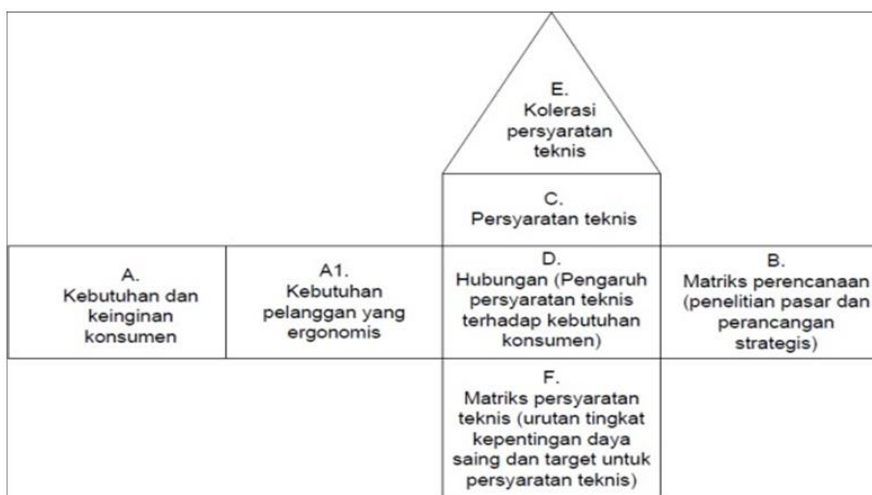 E.
Kolerasi
persyaratan
teknis
C.
Persyaratan teknis
A.
Kebutuhan dan
keinginan
konsumen
A1.
Kebutuhan
pelanggan yang
ergonomis
D.
Hubungan (Pengaruh
persyaratan teknis
terhadap kebutuhan
konsumen)
B.
Matriks perencanaan
(penelitian pasar dan
perancangan
strategis)
F.
Matriks persyaratan
teknis (urutan tingkat
kepentingan daya
saing dan target untuk
persyaratan teknis)